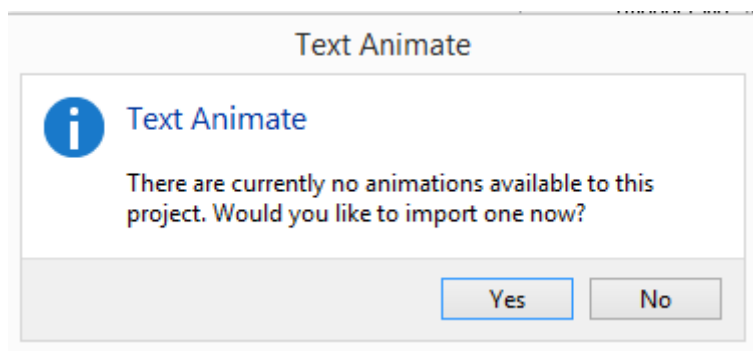 Text Animate
Text Animate
There are currently no animations available to this
project. Would you like to import one now?
Yes
No